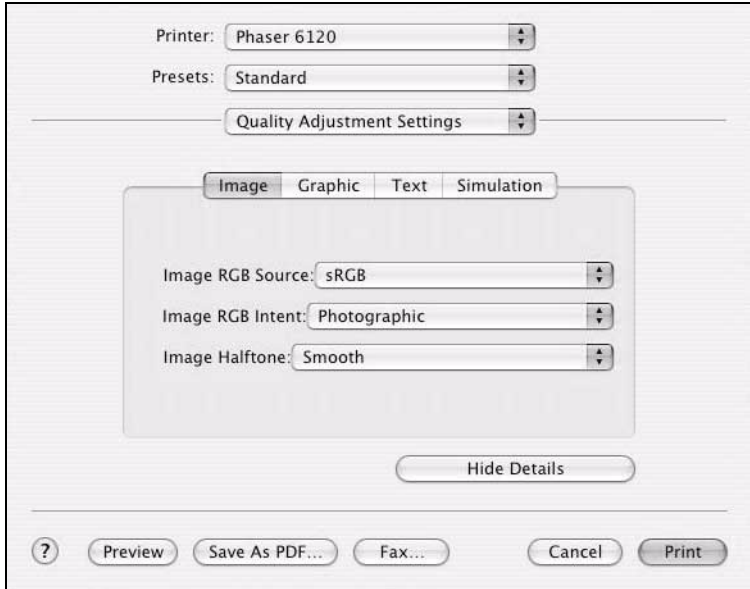 Printer: Phaser 6120
Presets: Standard
Quality Adjustment Settings
Image Graphic Text Simulation
Image RGB Source: sRGB
Image RGB Intent: Photographic
Image Halftone: Smooth
Hide Details
? Preview Save As PDF... Fax... Cancel Print